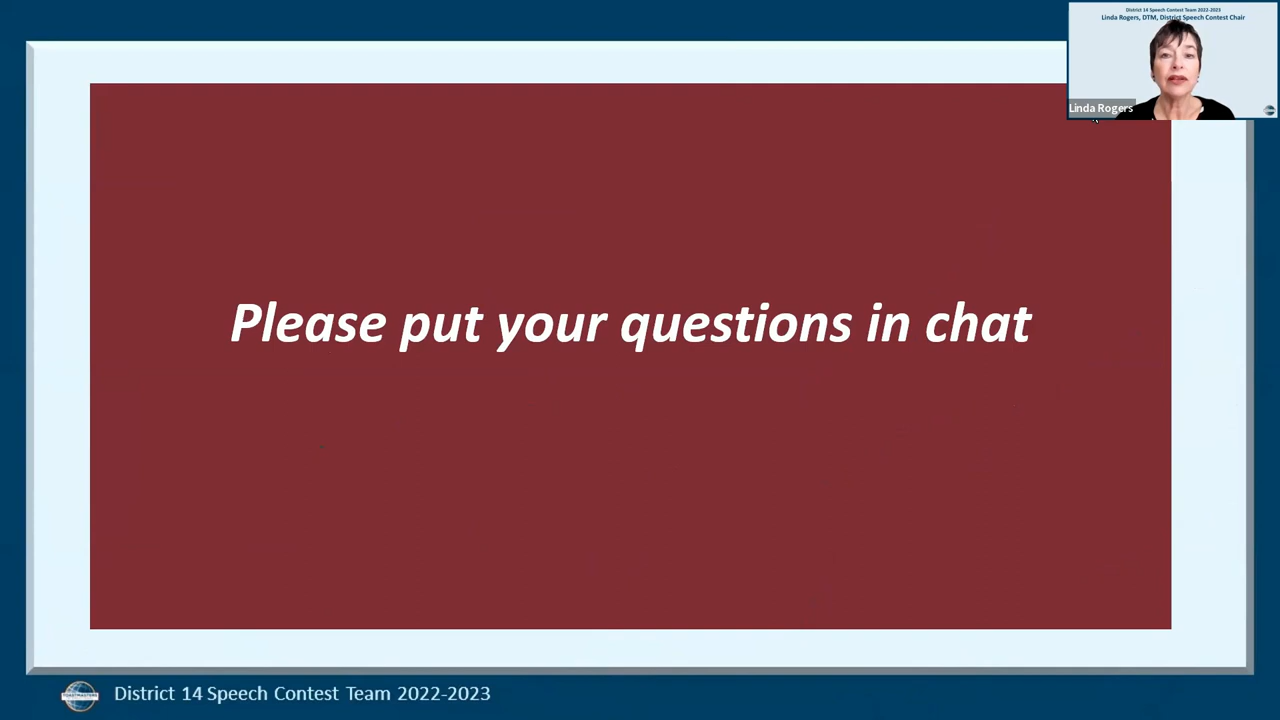 District 14 Speech Contest Team 2022-2023
Linda Rogers, DTM, District Speech Contest Chair
Linda Rogers
Please put your questions in chat
TOASTMASTERS
District 14 Speech Contest Team 2022-2023